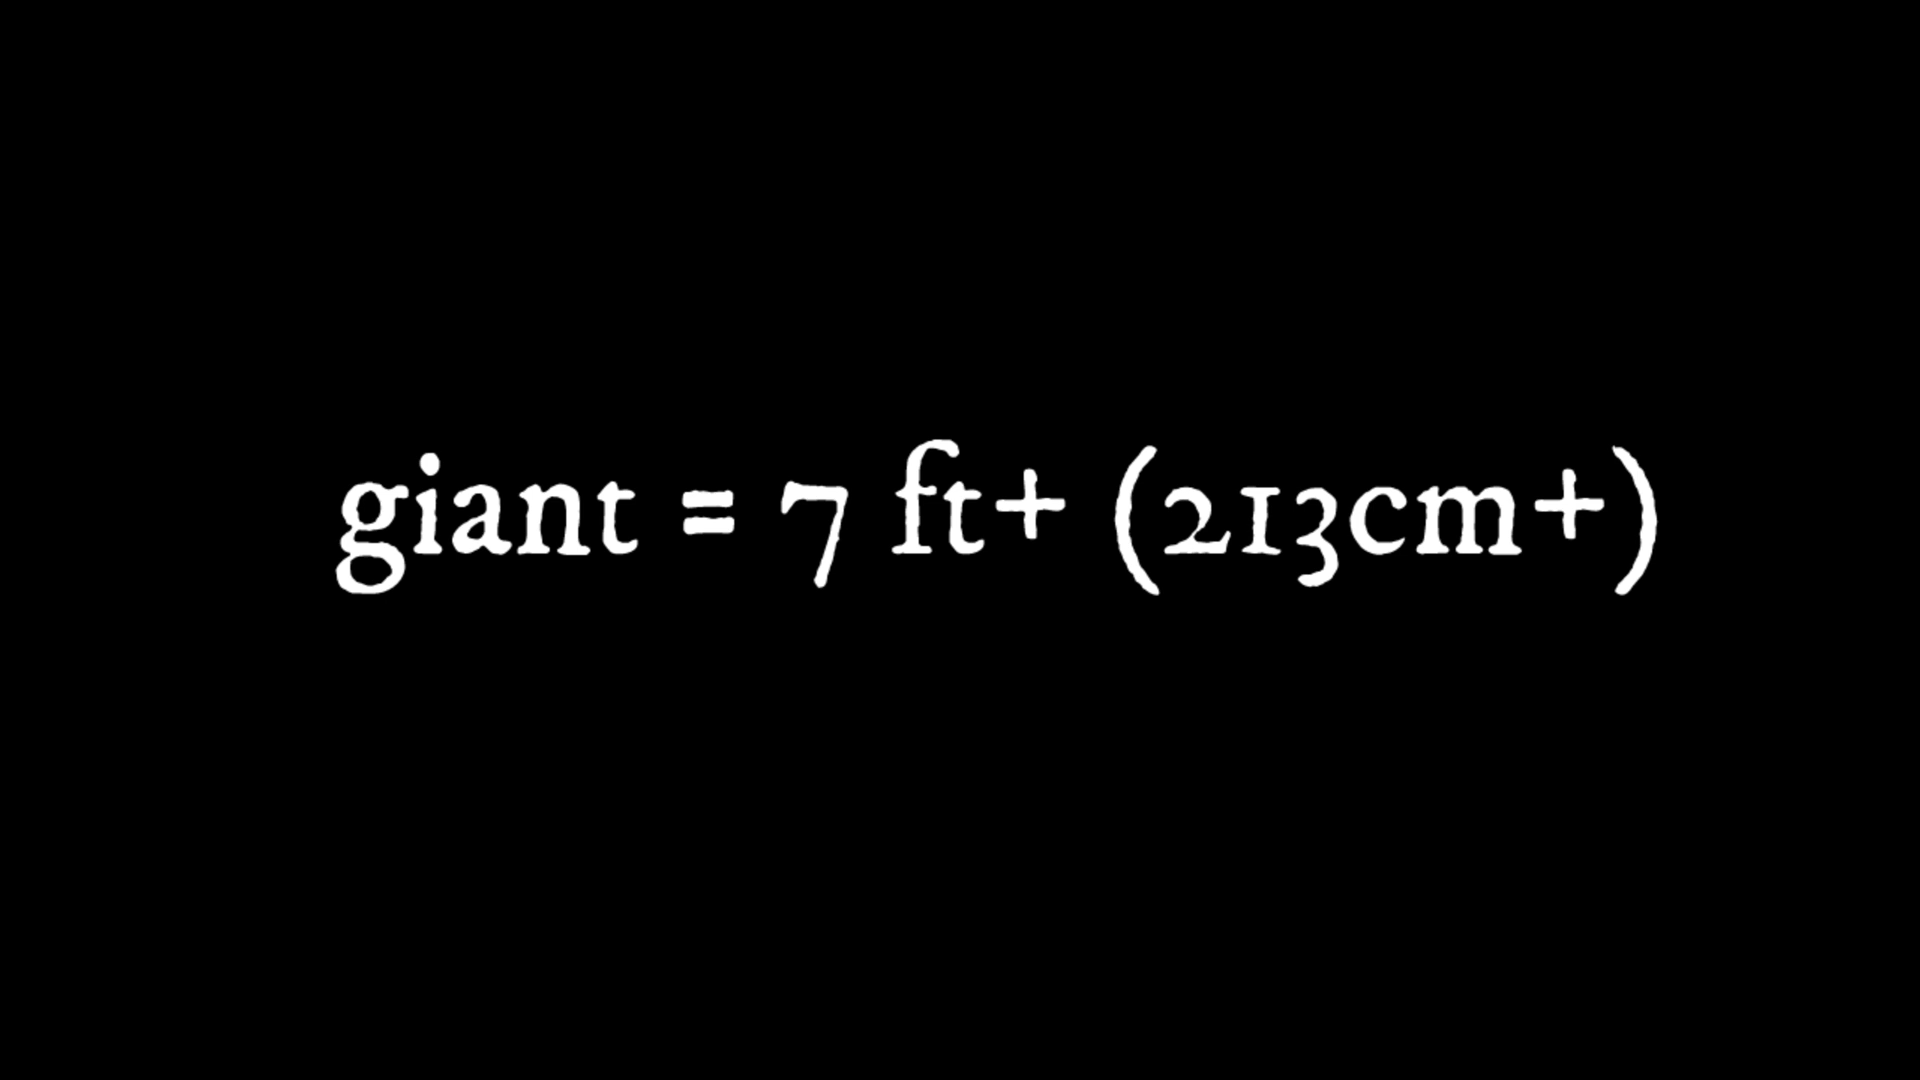 giant = 7 ft+ (213cm+)